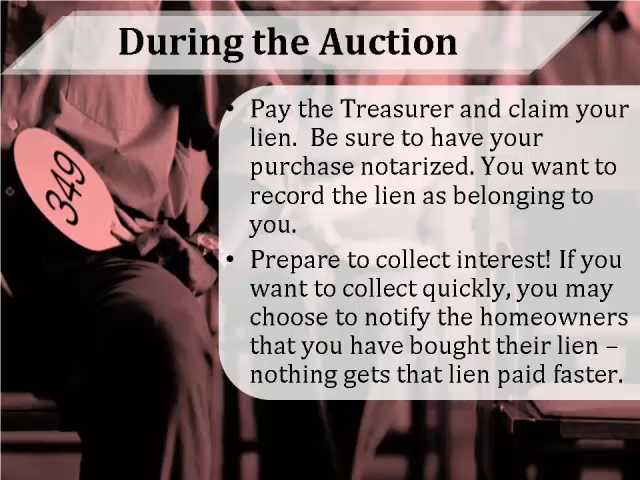 During the Auction
• Pay the Treasurer and claim your
lien. Be sure to have your
purchase notarized. You want to
record the lien as belonging to
you.
• Prepare to collect interest! If you
want to collect quickly, you may
choose to notify the homeowners
that you have bought their lien –
nothing gets that lien paid faster.
349